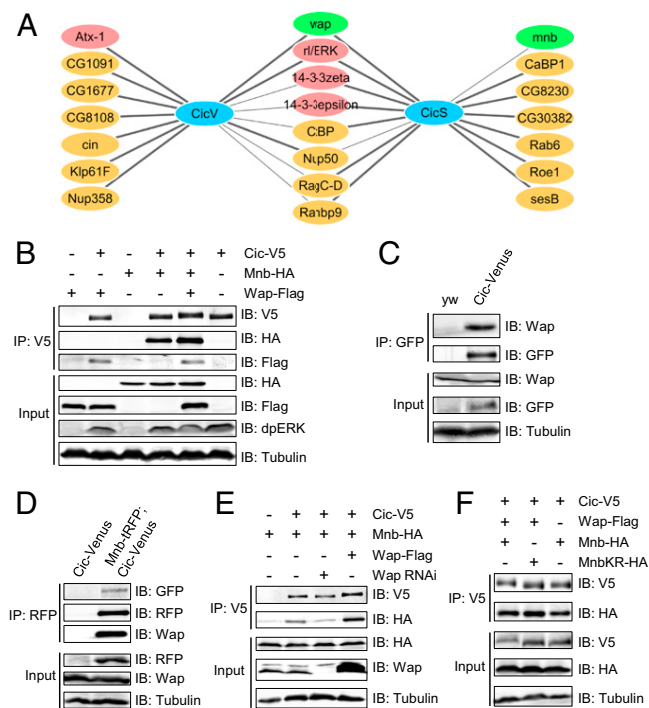 A
Atx-1
wap
mnb
CG1091
rl/ERK
CaBP1
CG1677
14-3-3zeta
CG8230
CG8108
CicV
14-3-3epsilon
CicS
CG30382
cin
CBP
Rab6
Klp61F
Nup50
Roe1
Nup358
RagC-D
sesB
Ranbp9
B
- + - + + + Cic-V5
- - + + + - Mnb-HA
+ + - - + - Wap-Flag
IP: V5
IB: V5
IB: HA
IB: Flag
Input
IB: HA
IB: Flag
IB: dpERK
IB: Tubulin
C
yw Cic-Venus
IP: GFP
IB: Wap
IB: GFP
Input
IB: Wap
IB: GFP
IB: Tubulin
D
Cic-Venus
Mnb-tRFP;
Cic-Venus
IP: RFP
IB: GFP
IB: RFP
IB: Wap
Input
IB: RFP
IB: Wap
IB: Tubulin
E
- + + + Cic-V5
+ + + + Mnb-HA
- - - + Wap-Flag
- - + - Wap RNAi
IP: V5
IB: V5
IB: HA
Input
IB: HA
IB: Wap
IB: Tubulin
F
+ + + Cic-V5
+ + - Wap-Flag
+ - + Mnb-HA
- + - MnbKR-HA
IP: V5
IB: V5
IB: HA
Input
IB: V5
IB: HA
IB: Tubulin